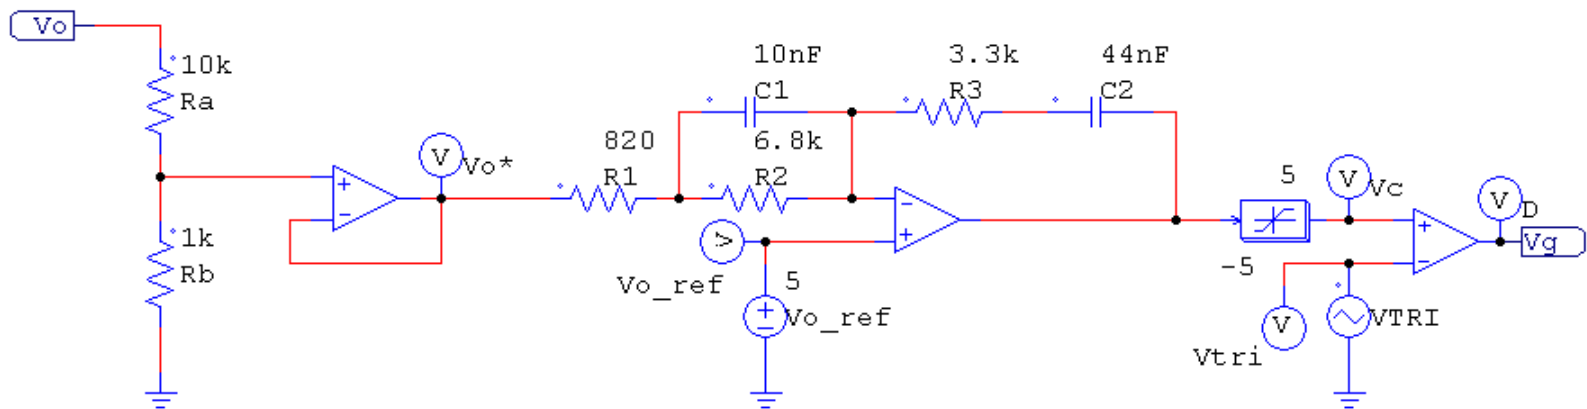 Vo
10k
Ra
1k
Rb
+
-
V
Vo*
820
R1
10nF
C1
6.8k
R2
3.3k
R3
44nF
C2
-
+
V
Vo_ref
5
+
-
Vo_ref
5
-5
V
Vc
+
-
V
D
Vg
V
Vtri
VTRI